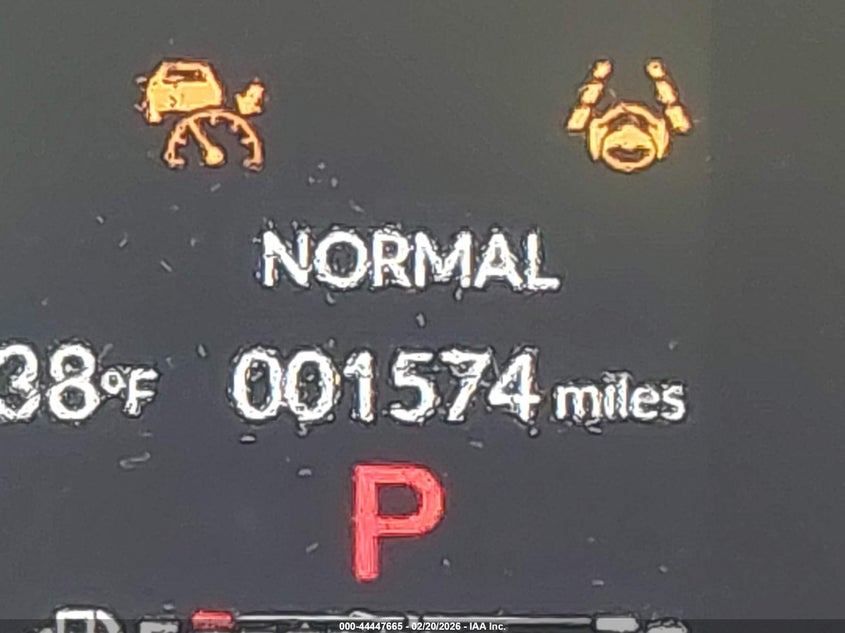 NORMAL
38°F 001574 miles
P
000-44447665 - 02/20/2026 - IAA Inc.